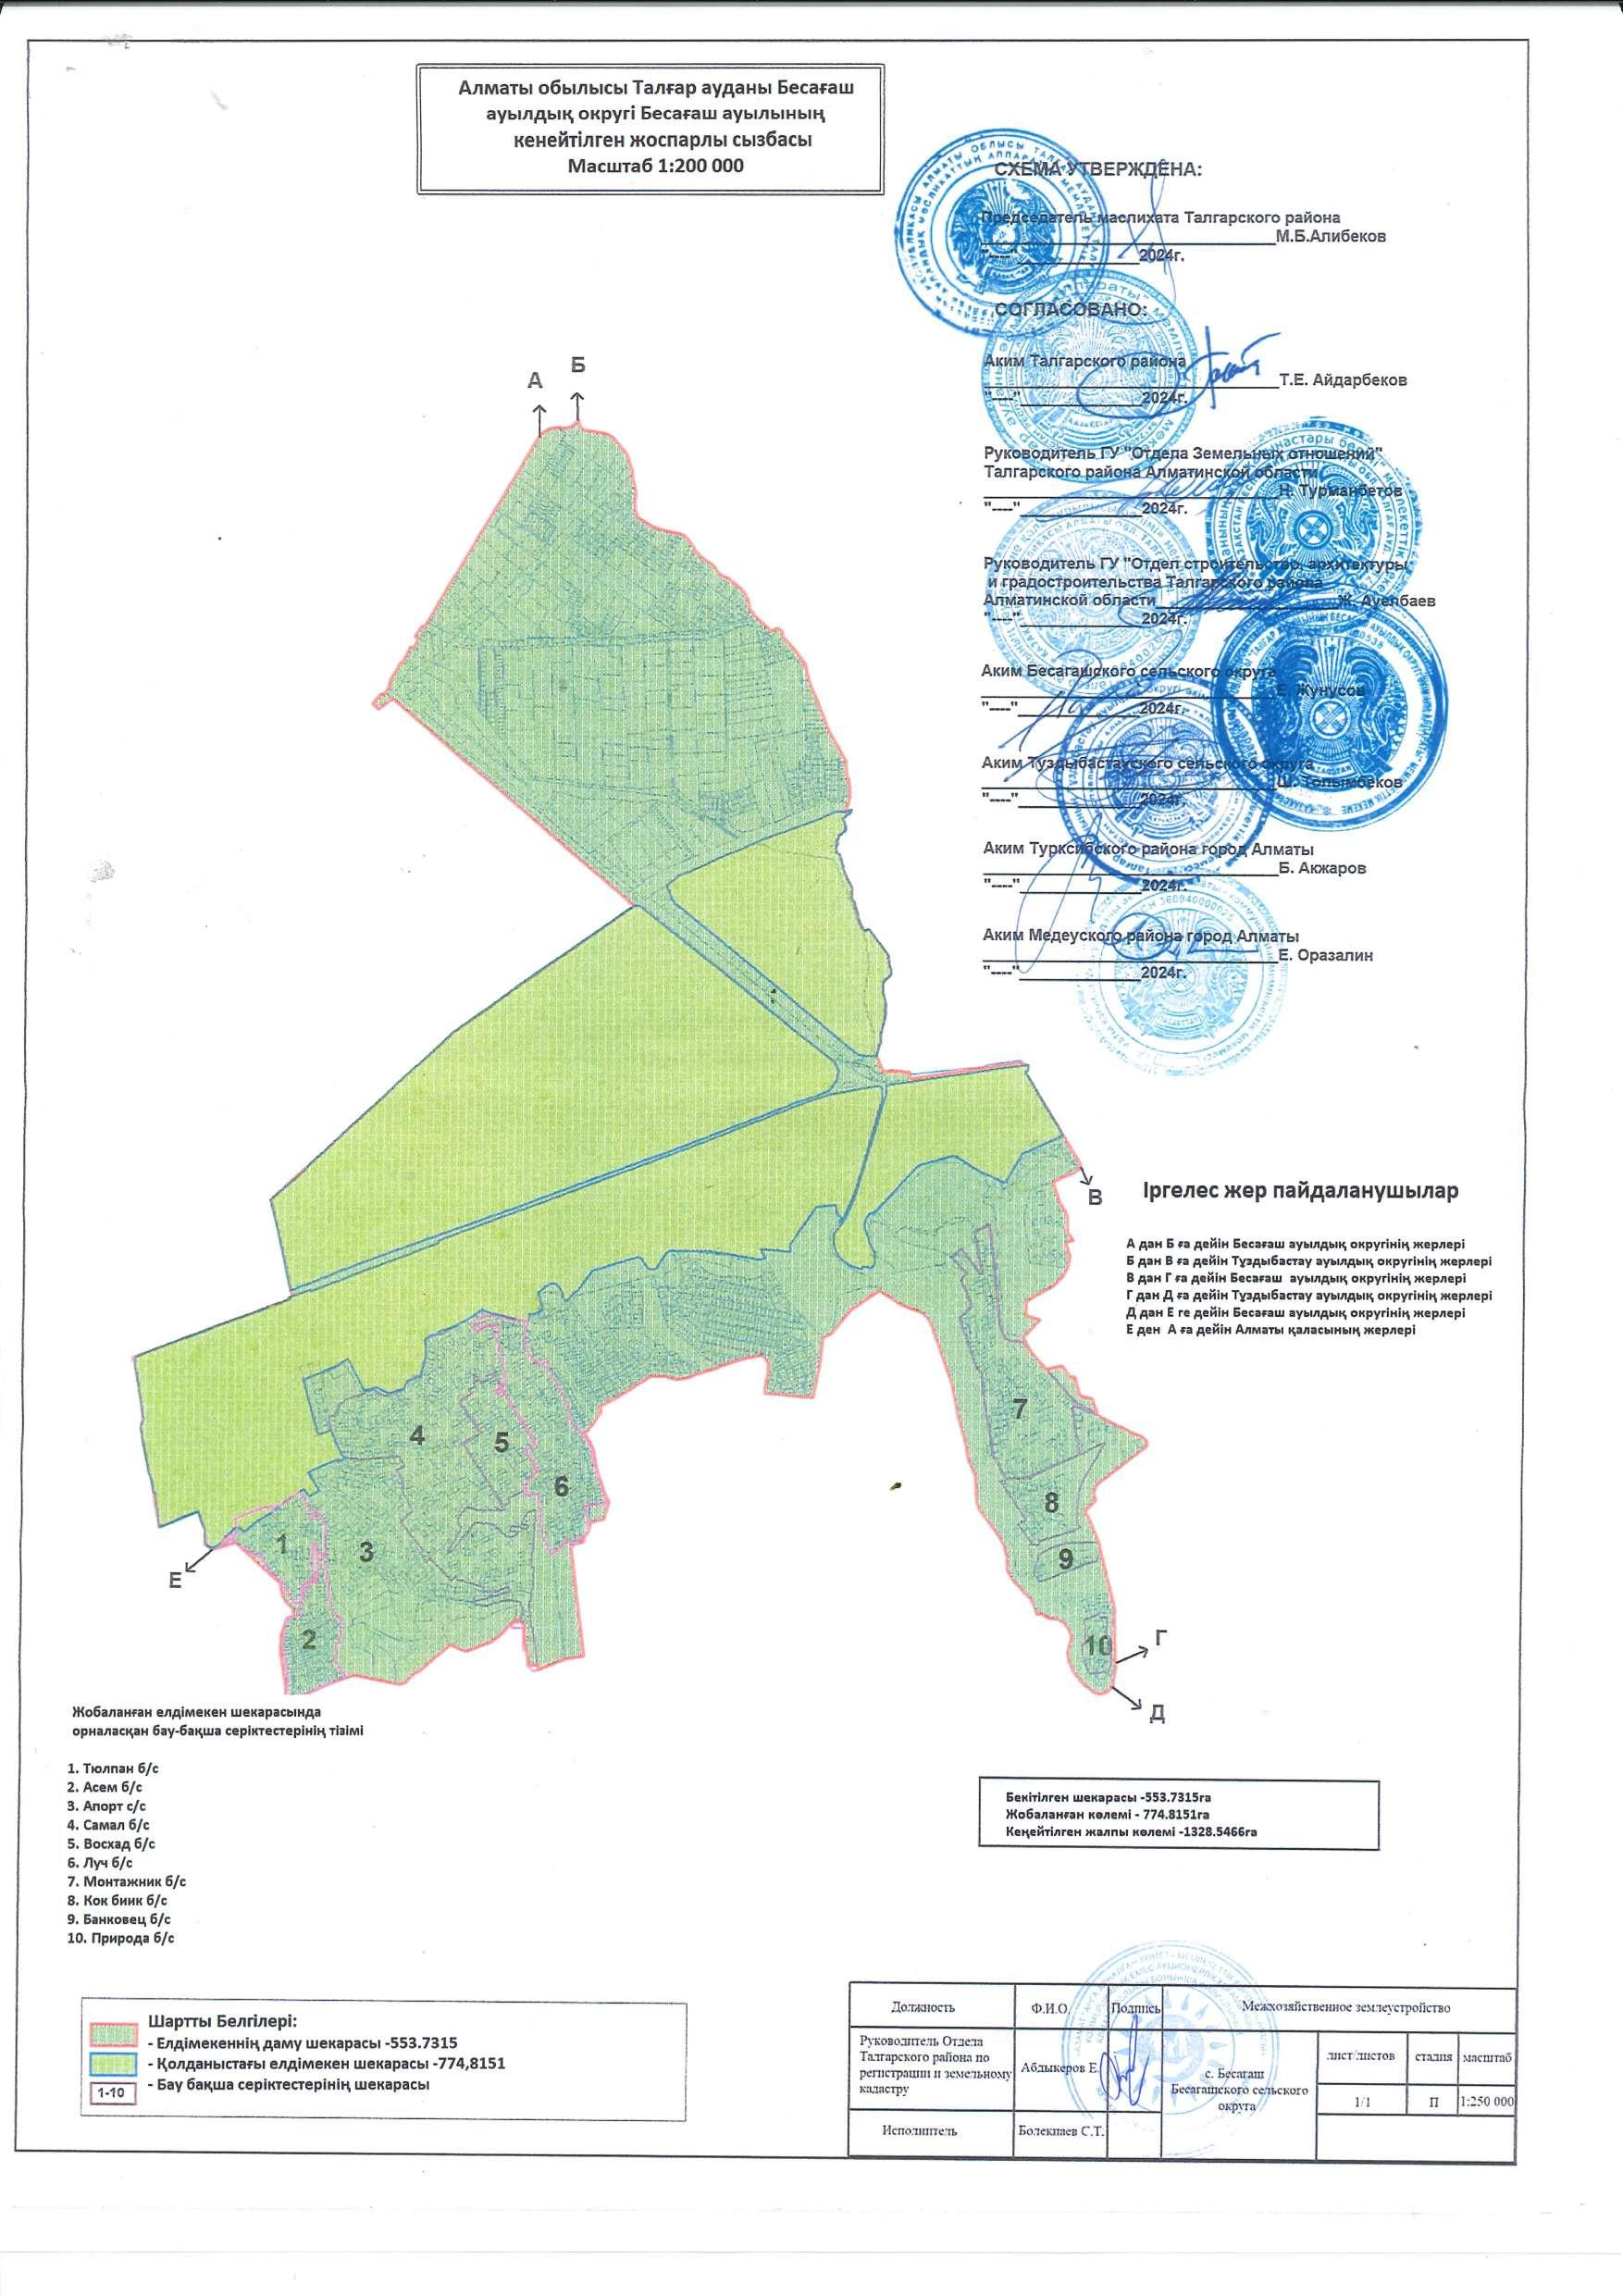 Алматы обылысы Талғар ауданы Бесағаш
ауылдық округі Бесағаш ауылының
кенейтілген жоспарлы сызбасы
Масштаб 1:200 000
СХЕМА УТВЕРЖДЕНА:
Председатель маслихата Талгарского района
М.Б.Алибеков
"----" 2024г.
СОГЛАСОВАНО:
Аким Талгарского района
Т.Е. Айдарбеков
"----" 2024г.
Руководитель ГУ "Отдела Земельных отношений"
Талгарского района Алматинской области
Н. Турманбетов
"----" 2024г.
Руководитель ГУ "Отдел строительство, архитектуры
и градостроительства Талгарского района
Алматинской области Ж. Ауелбаев
"----" 2024г.
Аким Бесагашского сельского округа
Е. Жунусов
"----" 2024г.
Аким Туздыбастауского сельского округа
Ш. Толымбеков
"----" 2024г.
Аким Турксибского района город Алматы
Б. Акжаров
"----" 2024г.
Аким Медеуского района город Алматы
Е. Оразалин
"----" 2024г.
А
Б
В
Іргелес жер пайдаланушылар
А дан Б ға дейін Бесағаш ауылдық округінің жерлері
Б дан В ға дейін Тұздыбастау ауылдық округінің жерлері
В дан Г ға дейін Бесағаш ауылдық округінің жерлері
Г дан Д ға дейін Тұздыбастау ауылдық округінің жерлері
Д дан Е ге дейін Бесағаш ауылдық округінің жерлері
Е ден А ға дейін Алматы қаласының жерлері
7
4
5
6
8
1
3
9
Е
2
10
Г
Д
Жобаланған елдімекен шекарасында
орналасқан бау-бақша серіктестерінің тізімі
1. Тюлпан б/с
2. Асем б/с
3. Апорт с/с
4. Самал б/с
5. Восхад б/с
6. Луч б/с
7. Монтажник б/с
8. Кок биик б/с
9. Банковец б/с
10. Природа б/с
Бекітілген шекарасы -553.7315га
Жобаланған көлемі - 774.8151га
Кеңейтілген жалпы көлемі -1328.5466га
Шартты Белгілері:
- Елдімекеннің даму шекарасы -553.7315
- Қолданыстағы елдімекен шекарасы -774,8151
1-10 - Бау бақша серіктестерінің шекарасы
Должность Ф.И.О. Подпись Межхозяйственное землеустройство
Руководитель Отдела
Талгарского района по
регистрации и земельному
кадастру
Абдыкеров Е.
с. Бесагаш
Бесагашского сельского
округа
лист/листов стадия масштаб
1/1 П 1:250 000
Исполнитель Болекпаев С.Т.